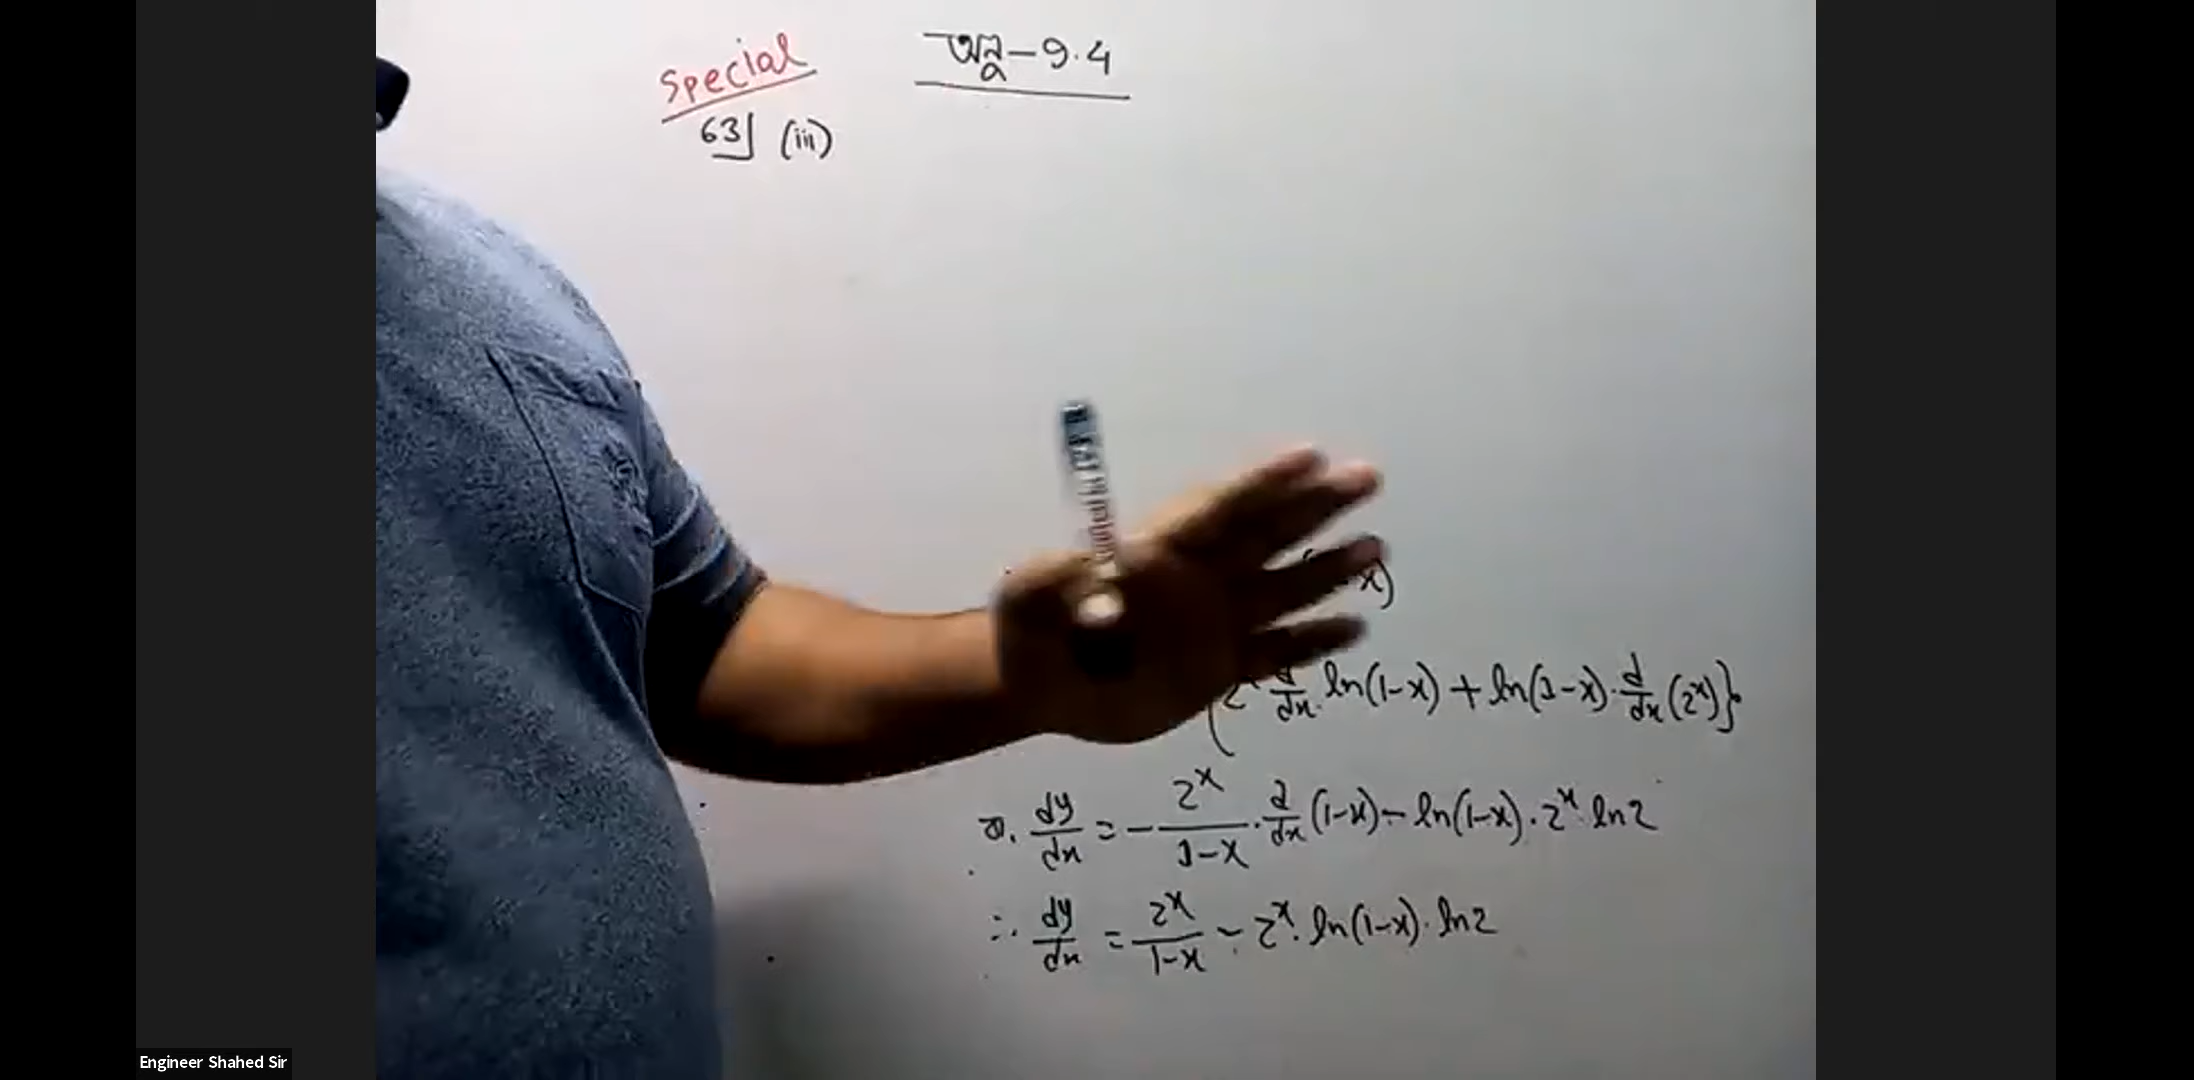 Special
অনু-9.4
63] (iii)
x)
d/dx ln(1-x) + ln(1-x)·d/dx(2^x)}
বা, dy/dx = -2^x/1-x · d/dx(1-x) - ln(1-x)·2^x ln2
∴ dy/dx = 2^x/1-x - 2^x·ln(1-x)·ln2
Engineer Shahed Sir